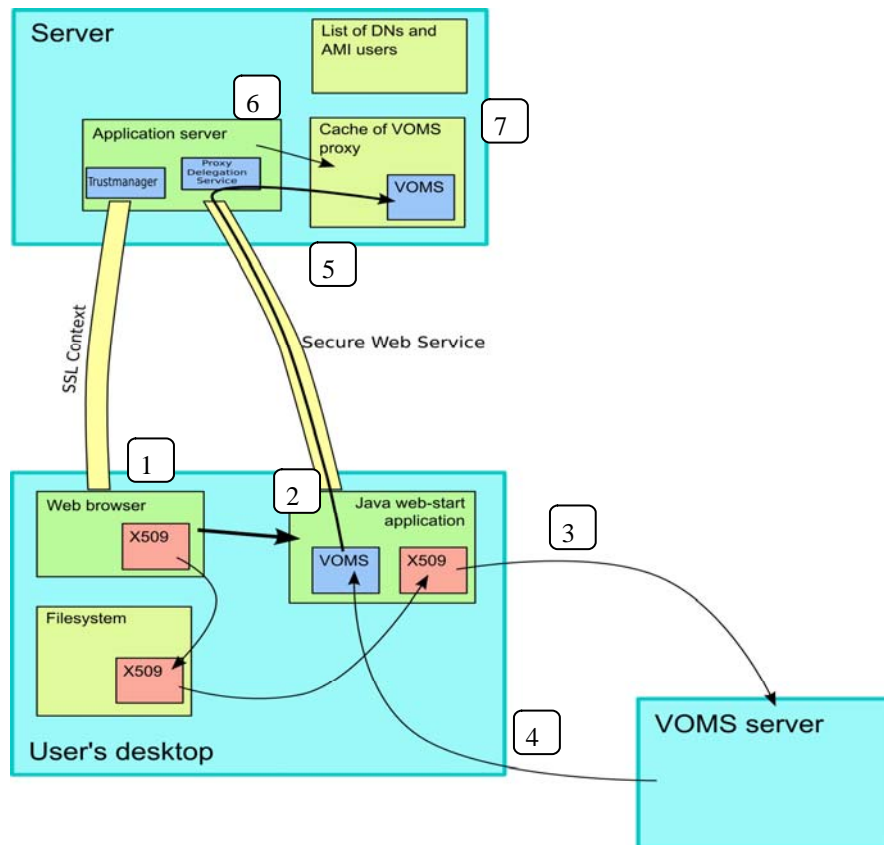 Server
List of DNs and
AMI users
6
7
Application server
Cache of VOMS
proxy
Trustmanager
Proxy
Delegation
Service
VOMS
5
SSL Context
Secure Web Service
1
2
3
Web browser
X509
Java web-start
application
VOMS
X509
Filesystem
X509
4
User's desktop
VOMS server